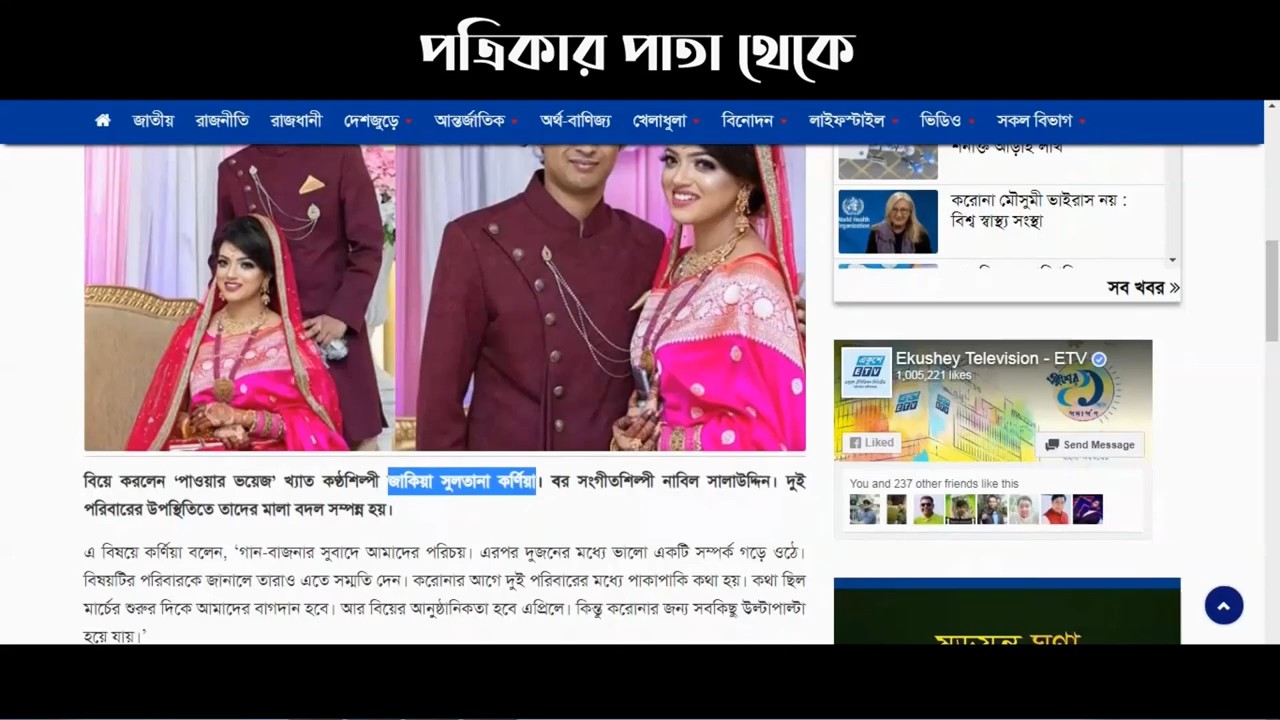 পত্রিকার পাতা থেকে
জাতীয় রাজনীতি রাজধানী দেশজুড়ে আন্তর্জাতিক অর্থ-বাণিজ্য খেলাধুলা বিনোদন লাইফস্টাইল ভিডিও সকল বিভাগ
শনাক্ত আড়াই লাখ
করোনা মৌসুমী ভাইরাস নয় :
বিশ্ব স্বাস্থ্য সংস্থা
সব খবর
Ekushey Television - ETV
1,005,221 likes
Liked
Send Message
You and 237 other friends like this
বিয়ে করলেন ‘পাওয়ার ভয়েজ’ খ্যাত কণ্ঠশিল্পী জাকিয়া সুলতানা কর্ণিয়া। বর সংগীতশিল্পী নাবিল সালাউদ্দিন। দুই
পরিবারের উপস্থিতিতে তাদের মালা বদল সম্পন্ন হয়।
এ বিষয়ে কর্ণিয়া বলেন, ‘গান-বাজনার সুবাদে আমাদের পরিচয়। এরপর দুজনের মধ্যে ভালো একটি সম্পর্ক গড়ে ওঠে।
বিষয়টির পরিবারকে জানালে তারাও এতে সম্মতি দেন। করোনার আগে দুই পরিবারের মধ্যে পাকাপাকি কথা হয়। কথা ছিল
মার্চের শুরুর দিকে আমাদের বাগদান হবে। আর বিয়ের আনুষ্ঠানিকতা হবে এপ্রিলে। কিন্তু করোনার জন্য সবকিছু উল্টাপাল্টা
হয়ে যায়।’